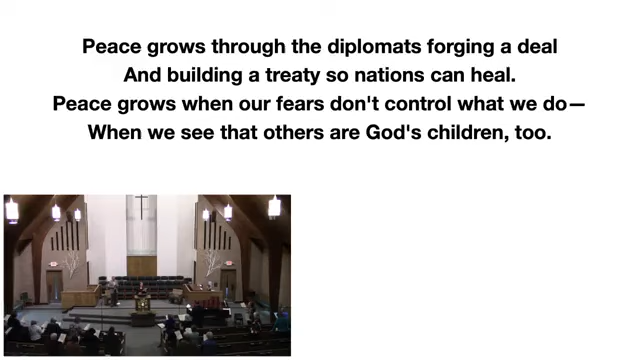 Peace grows through the diplomats forging a deal
And building a treaty so nations can heal.
Peace grows when our fears don't control what we do—
When we see that others are God's children, too.